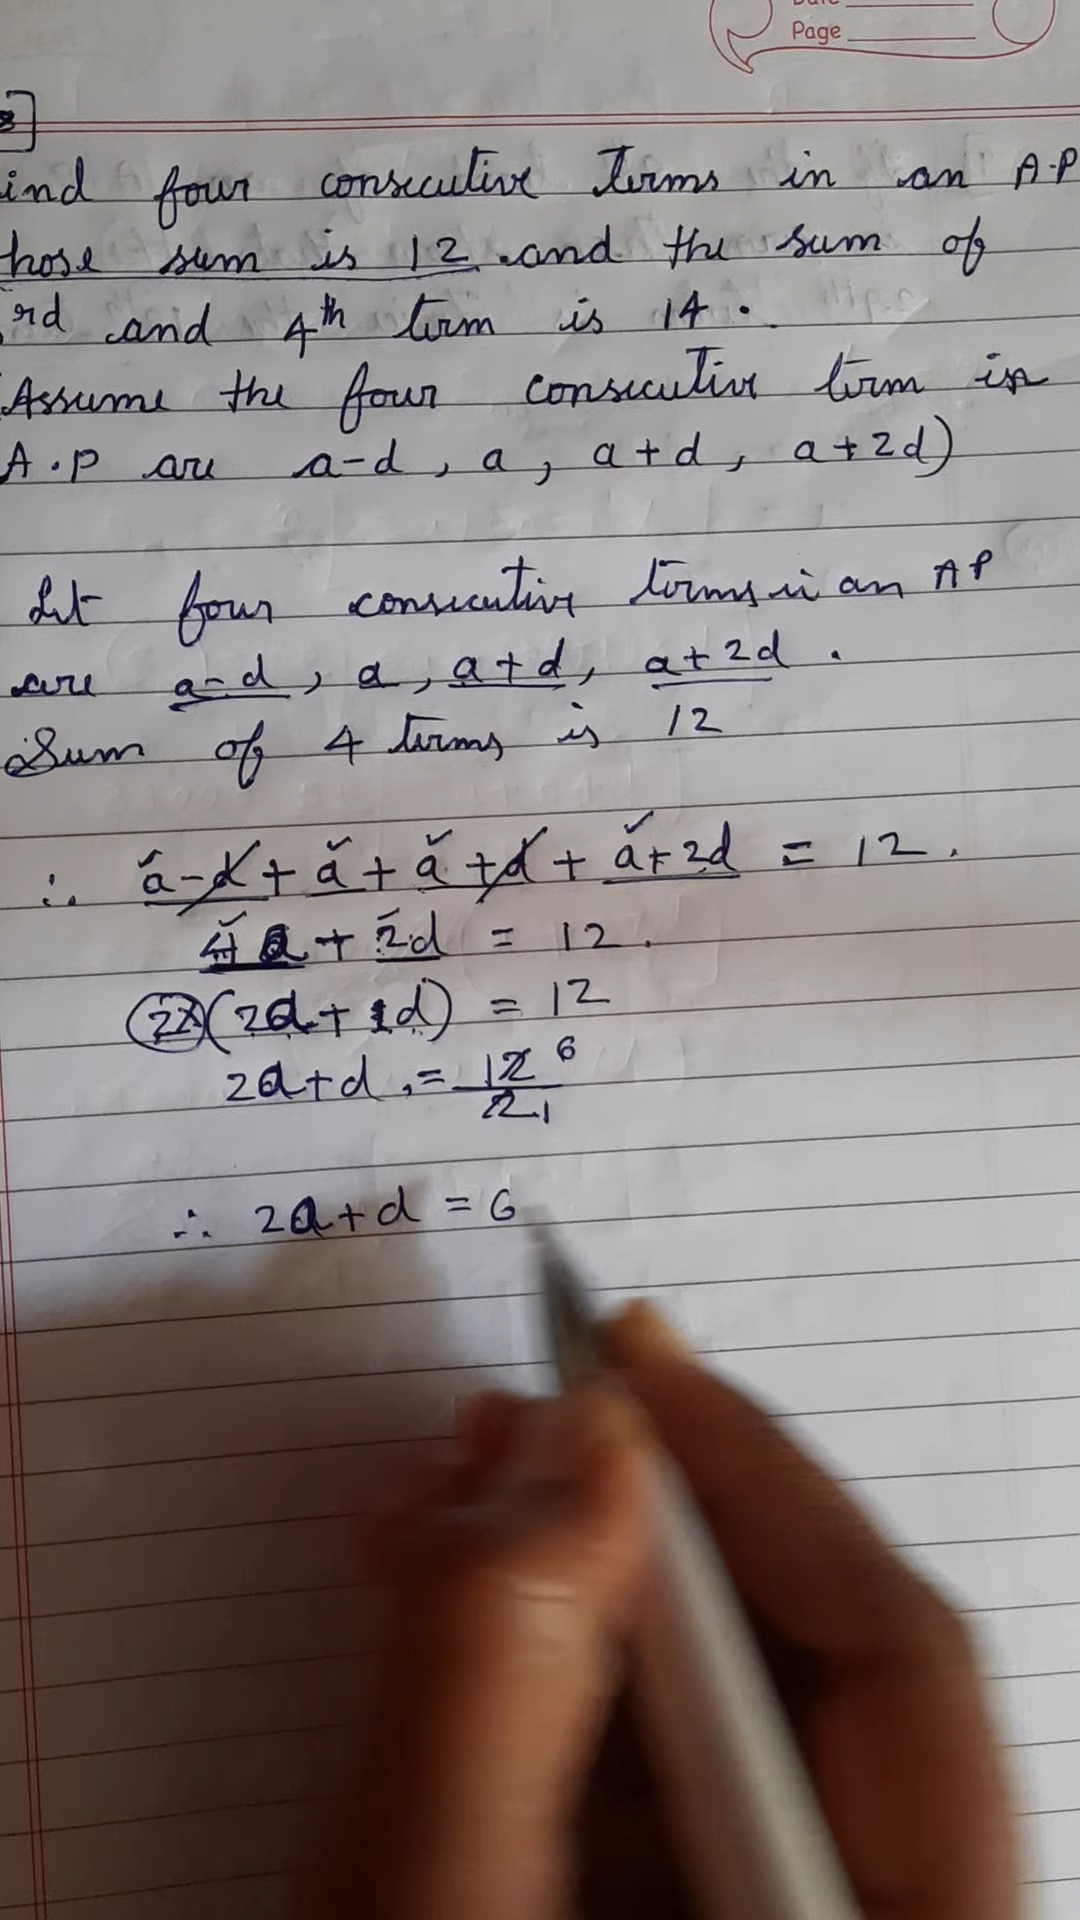 Page
3]
ind four consecutive terms in an A.P
hose sum is 12 and the sum of
rd and 4th term is 14.
Assume the four consecutive term in
A.P are a-d, a, a+d, a+2d)
Let four consecutive terms in an AP
are a-d, a, a+d, a+2d.
Sum of 4 terms is 12
∴ a-d + a + a + d + a+2d = 12.
4a + 2d = 12.
2x(2a + 1d) = 12
2a+d = 12 6
2 1
∴ 2a+d = 6